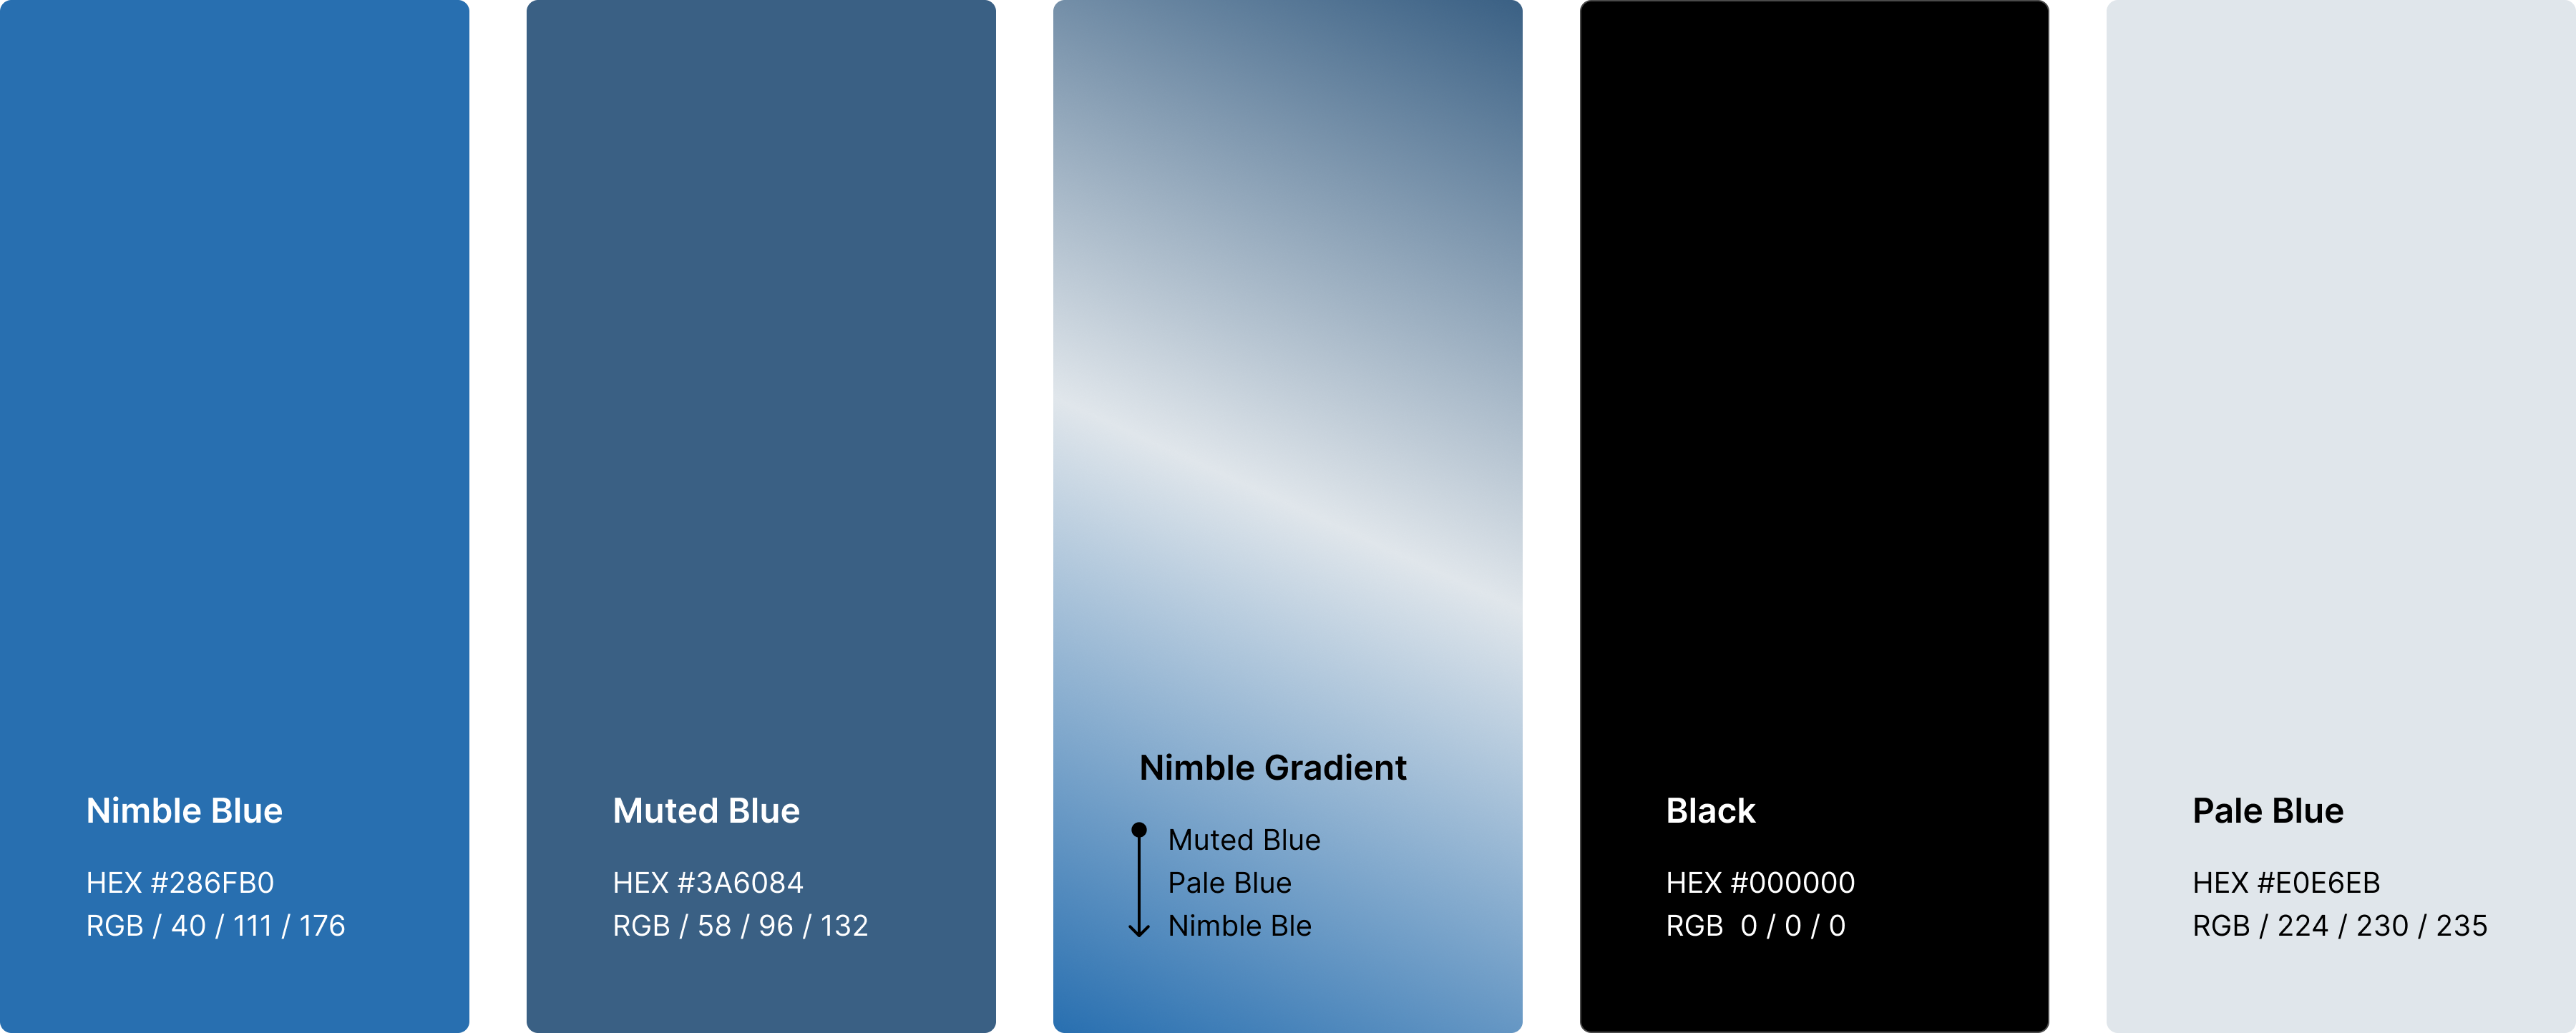 Nimble Blue
HEX #286FB0
RGB / 40 / 111 / 176
Muted Blue
HEX #3A6084
RGB / 58 / 96 / 132
Nimble Gradient
Muted Blue
Pale Blue
Nimble Ble
Black
HEX #000000
RGB  0 / 0 / 0
Pale Blue
HEX #E0E6EB
RGB / 224 / 230 / 235